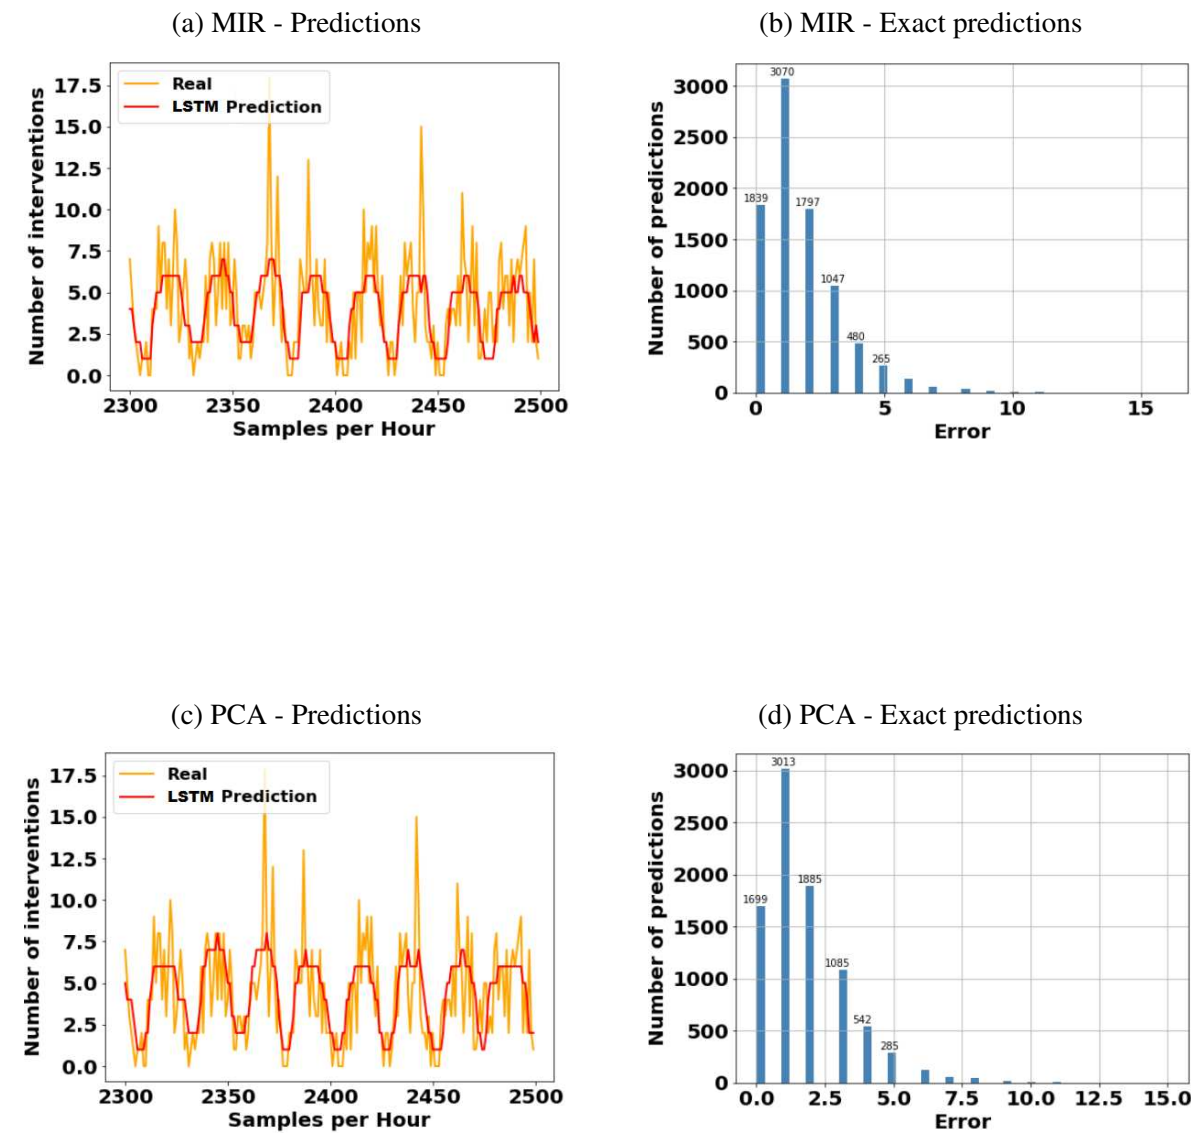 (a) MIR - Predictions
(b) MIR - Exact predictions
Number of interventions
17.5
15.0
12.5
10.0
7.5
5.0
2.5
0.0
Real
LSTM Prediction
2300 2350 2400 2450 2500
Samples per Hour
Number of predictions
3000
2500
2000
1500
1000
500
0
1839
3070
1797
1047
480
265
0 5 10 15
Error
(c) PCA - Predictions
(d) PCA - Exact predictions
Number of interventions
17.5
15.0
12.5
10.0
7.5
5.0
2.5
0.0
Real
LSTM Prediction
2300 2350 2400 2450 2500
Samples per Hour
Number of predictions
3000
2500
2000
1500
1000
500
0
1699
3013
1885
1085
542
285
0.0 2.5 5.0 7.5 10.0 12.5 15.0
Error